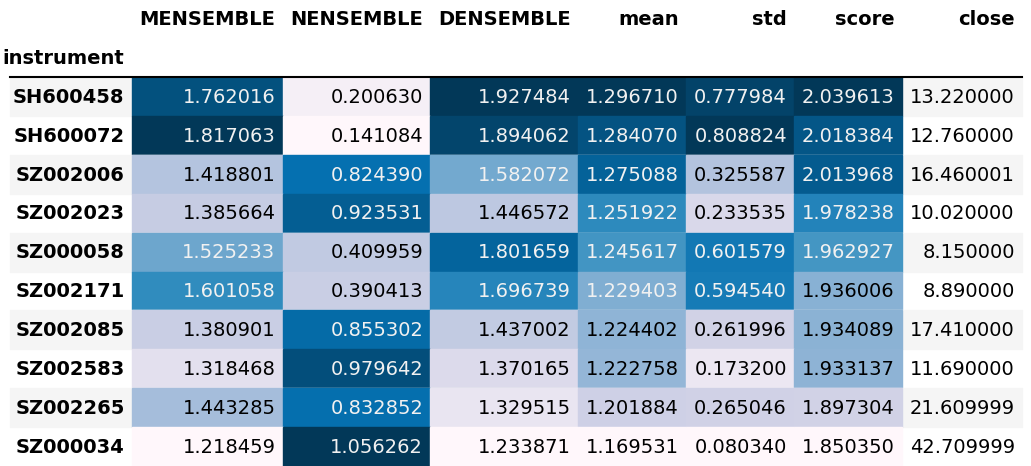 MENSEMBLE NENSEMBLE DENSEMBLE mean std score close
instrument
SH600458 1.762016 0.200630 1.927484 1.296710 0.777984 2.039613 13.220000
SH600072 1.817063 0.141084 1.894062 1.284070 0.808824 2.018384 12.760000
SZ002006 1.418801 0.824390 1.582072 1.275088 0.325587 2.013968 16.460001
SZ002023 1.385664 0.923531 1.446572 1.251922 0.233535 1.978238 10.020000
SZ000058 1.525233 0.409959 1.801659 1.245617 0.601579 1.962927 8.150000
SZ002171 1.601058 0.390413 1.696739 1.229403 0.594540 1.936006 8.890000
SZ002085 1.380901 0.855302 1.437002 1.224402 0.261996 1.934089 17.410000
SZ002583 1.318468 0.979642 1.370165 1.222758 0.173200 1.933137 11.690000
SZ002265 1.443285 0.832852 1.329515 1.201884 0.265046 1.897304 21.609999
SZ000034 1.218459 1.056262 1.233871 1.169531 0.080340 1.850350 42.709999